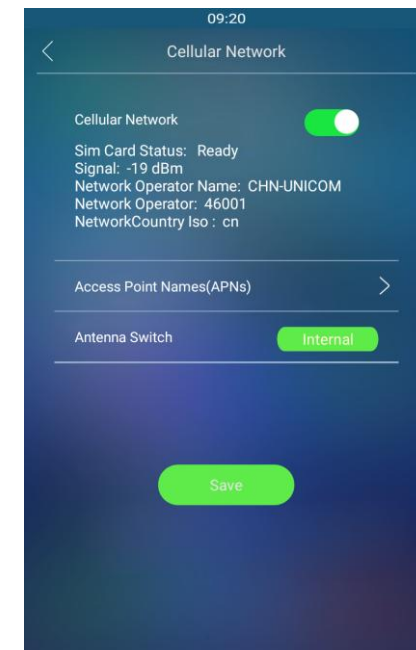 09:20
Cellular Network
Cellular Network
Sim Card Status: Ready
Signal: -19 dBm
Network Operator Name: CHN-UNICOM
Network Operator: 46001
NetworkCountry Iso : cn
Access Point Names(APNs)
Antenna Switch
Internal
Save